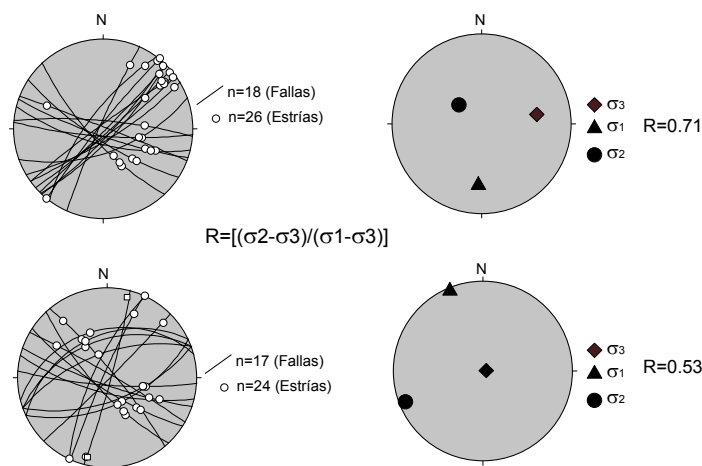 N
n=18 (Fallas)
n=26 (Estrías)
N
σ3
σ1
σ2
R=0.71
R=[(σ2-σ3)/(σ1-σ3)]
N
n=17 (Fallas)
n=24 (Estrías)
N
σ3
σ1
σ2
R=0.53